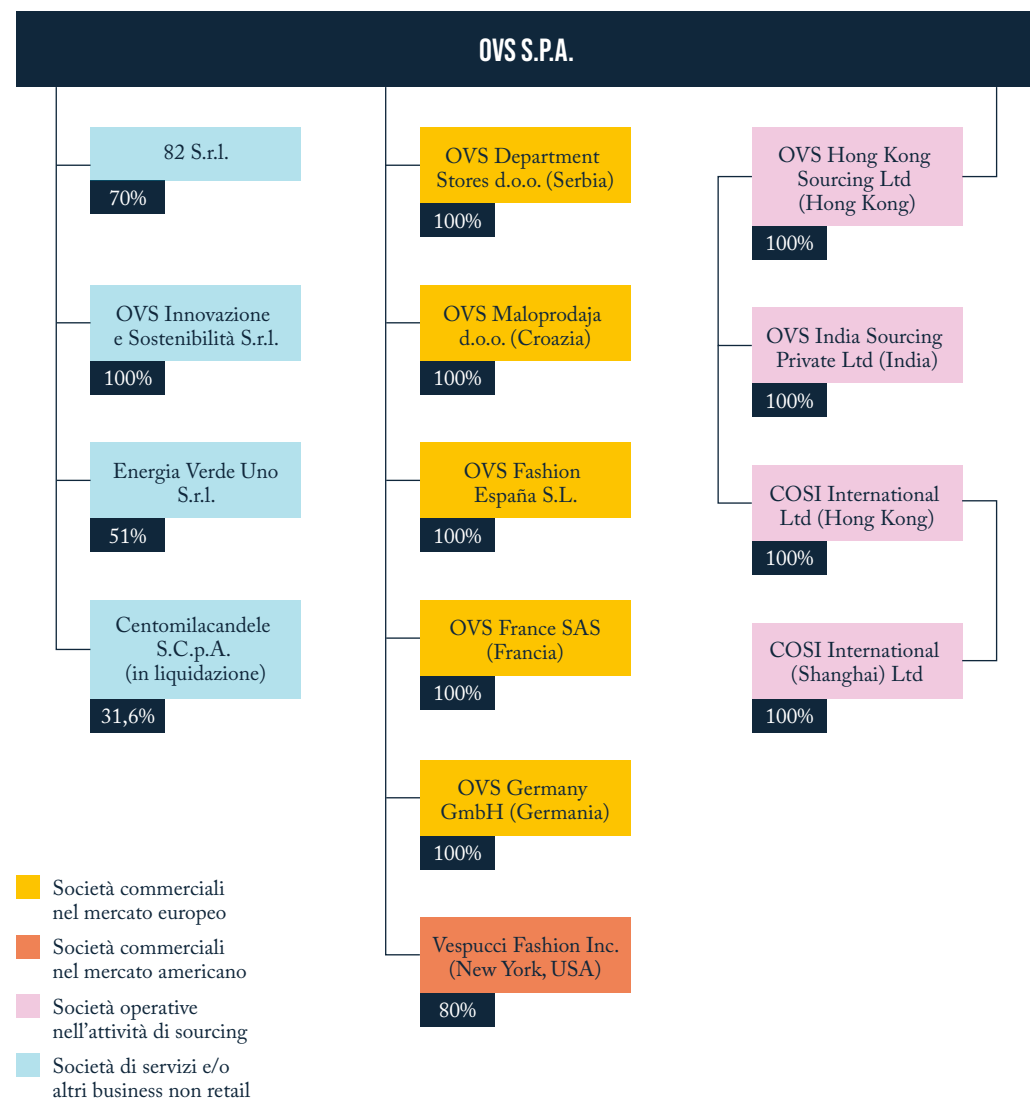 OVS S.P.A.
82 S.r.l.
70%
OVS Innovazione
e Sostenibilità S.r.l.
100%
Energia Verde Uno
S.r.l.
51%
Centomilacandele
S.C.p.A.
(in liquidazione)
31,6%
OVS Department
Stores d.o.o. (Serbia)
100%
OVS Maloprodaja
d.o.o. (Croazia)
100%
OVS Fashion
España S.L.
100%
OVS France SAS
(Francia)
100%
OVS Germany
GmbH (Germania)
100%
Vespucci Fashion Inc.
(New York, USA)
80%
OVS Hong Kong
Sourcing Ltd
(Hong Kong)
100%
OVS India Sourcing
Private Ltd (India)
100%
COSI International
Ltd (Hong Kong)
100%
COSI International
(Shanghai) Ltd
100%
Società commerciali
nel mercato europeo
Società commerciali
nel mercato americano
Società operative
nell'attività di sourcing
Società di servizi e/o
altri business non retail